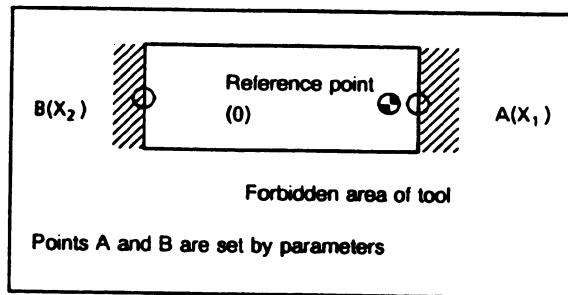 Reference point
B(X₂) (0) A(X₁)
Forbidden area of tool
Points A and B are set by parameters